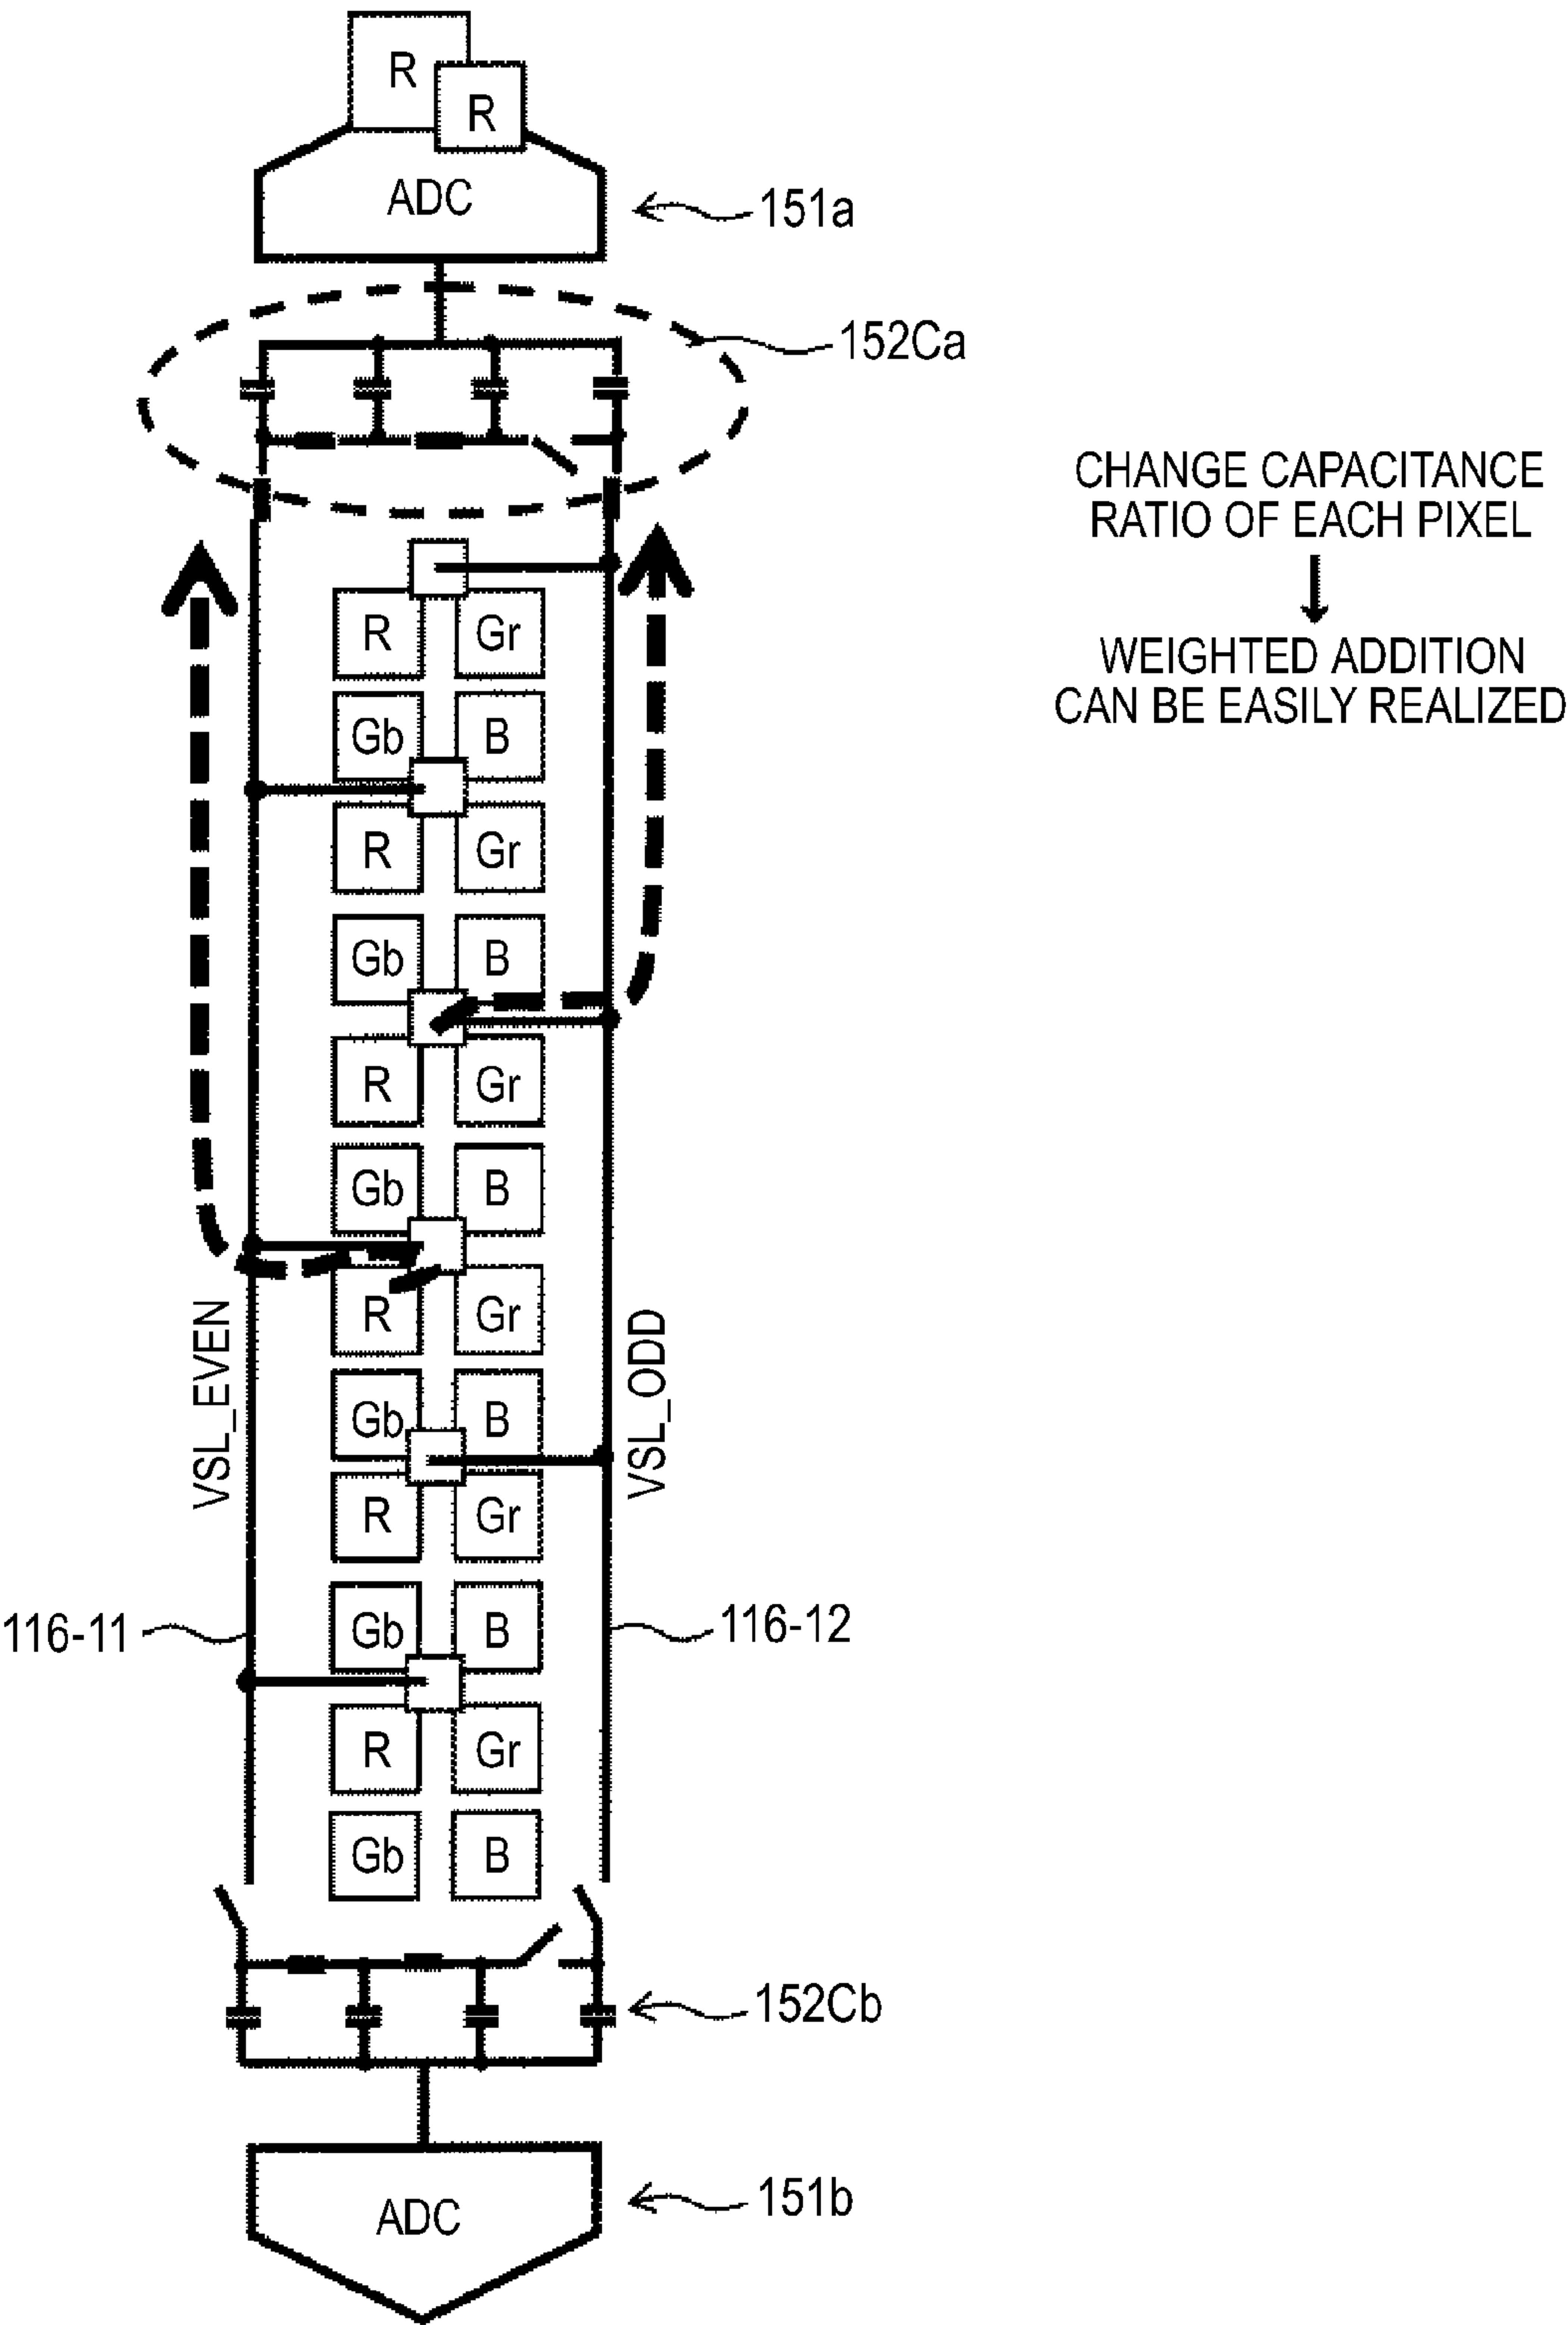 R
R
ADC
151a
152Ca
CHANGE CAPACITANCE
RATIO OF EACH PIXEL
WEIGHTED ADDITION
CAN BE EASILY REALIZED
R Gr
Gb B
R Gr
Gb B
R Gr
Gb B
R Gr
VSL_EVEN
VSL_ODD
Gb B
R Gr
116-11
Gb B
116-12
R Gr
Gb B
152Cb
ADC
151b